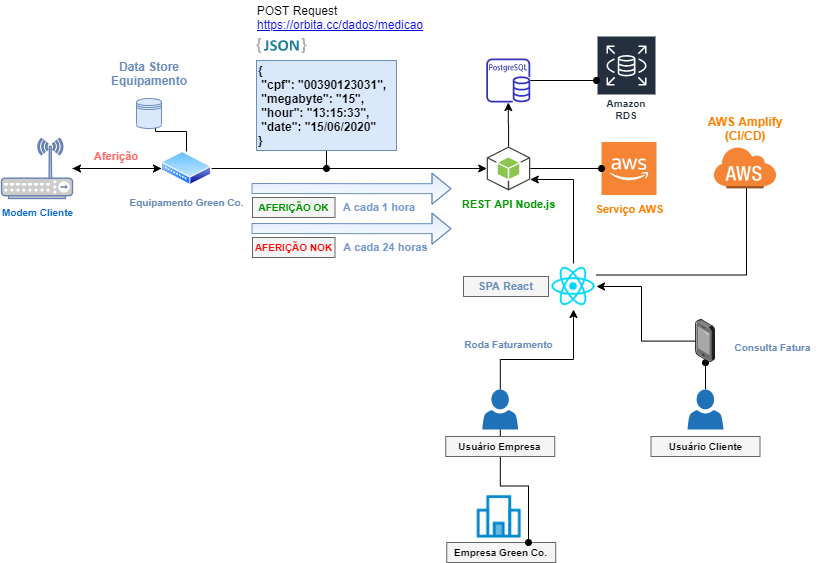 POST Request
https://orbita.cc/dados/medicao
{JSON}
{
"cpf": "00390123031",
"megabyte": "15",
"hour": "13:15:33",
"date": "15/06/2020"
}
Data Store
Equipamento
Aferição
Modem Cliente
Equipamento Green Co.
AFERIÇÃO OK
A cada 1 hora
AFERIÇÃO NOK
A cada 24 horas
PostgreSQL
Amazon
RDS
REST API Node.js
aws
Serviço AWS
AWS Amplify
(CI/CD)
AWS
SPA React
Roda Faturamento
Consulta Fatura
Usuário Empresa
Usuário Cliente
Empresa Green Co.